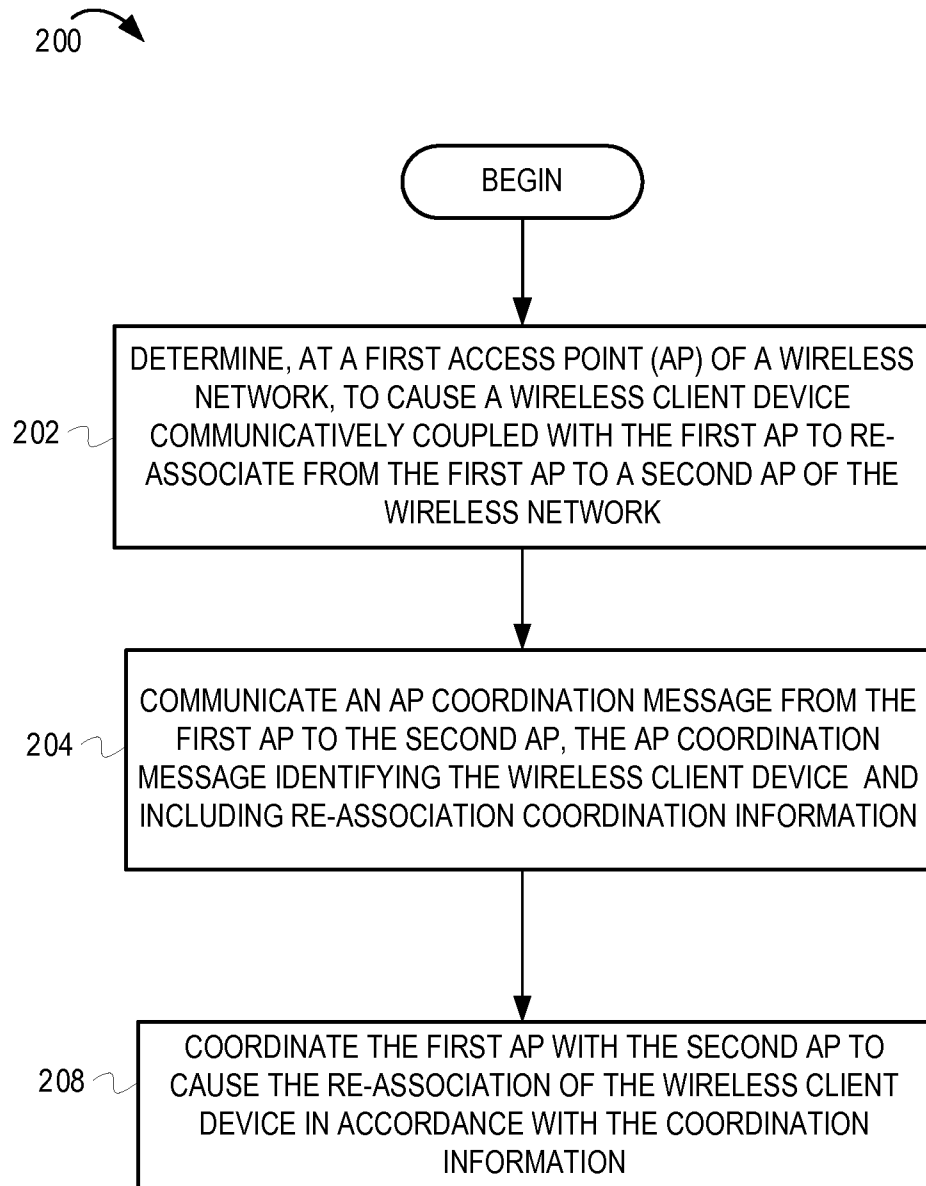 200
BEGIN
202
DETERMINE, AT A FIRST ACCESS POINT (AP) OF A WIRELESS
NETWORK, TO CAUSE A WIRELESS CLIENT DEVICE
COMMUNICATIVELY COUPLED WITH THE FIRST AP TO RE-
ASSOCIATE FROM THE FIRST AP TO A SECOND AP OF THE
WIRELESS NETWORK
204
COMMUNICATE AN AP COORDINATION MESSAGE FROM THE
FIRST AP TO THE SECOND AP, THE AP COORDINATION
MESSAGE IDENTIFYING THE WIRELESS CLIENT DEVICE AND
INCLUDING RE-ASSOCIATION COORDINATION INFORMATION
208
COORDINATE THE FIRST AP WITH THE SECOND AP TO
CAUSE THE RE-ASSOCIATION OF THE WIRELESS CLIENT
DEVICE IN ACCORDANCE WITH THE COORDINATION
INFORMATION